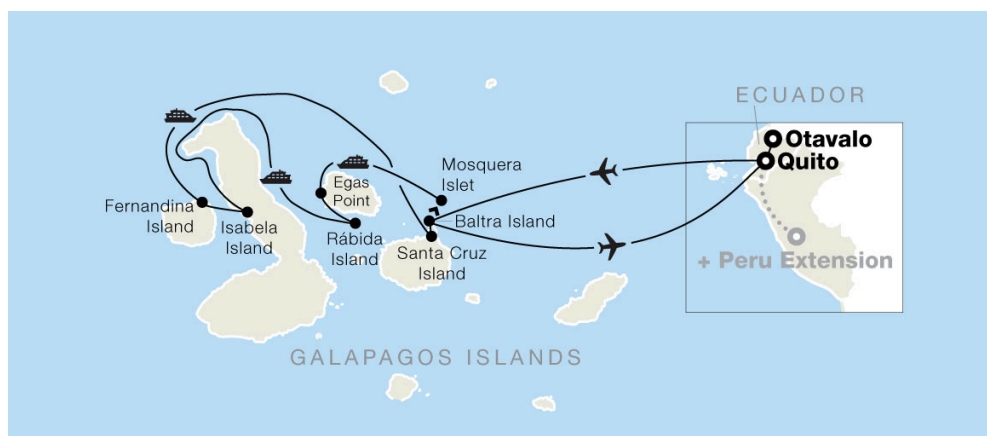 ECUADOR
Otavalo
Quito
Mosquera
Islet
Egas
Point
Fernandina
Island
Isabela
Island
Rábida
Island
Baltra Island
Santa Cruz
Island
+ Peru Extension
GALAPAGOS ISLANDS